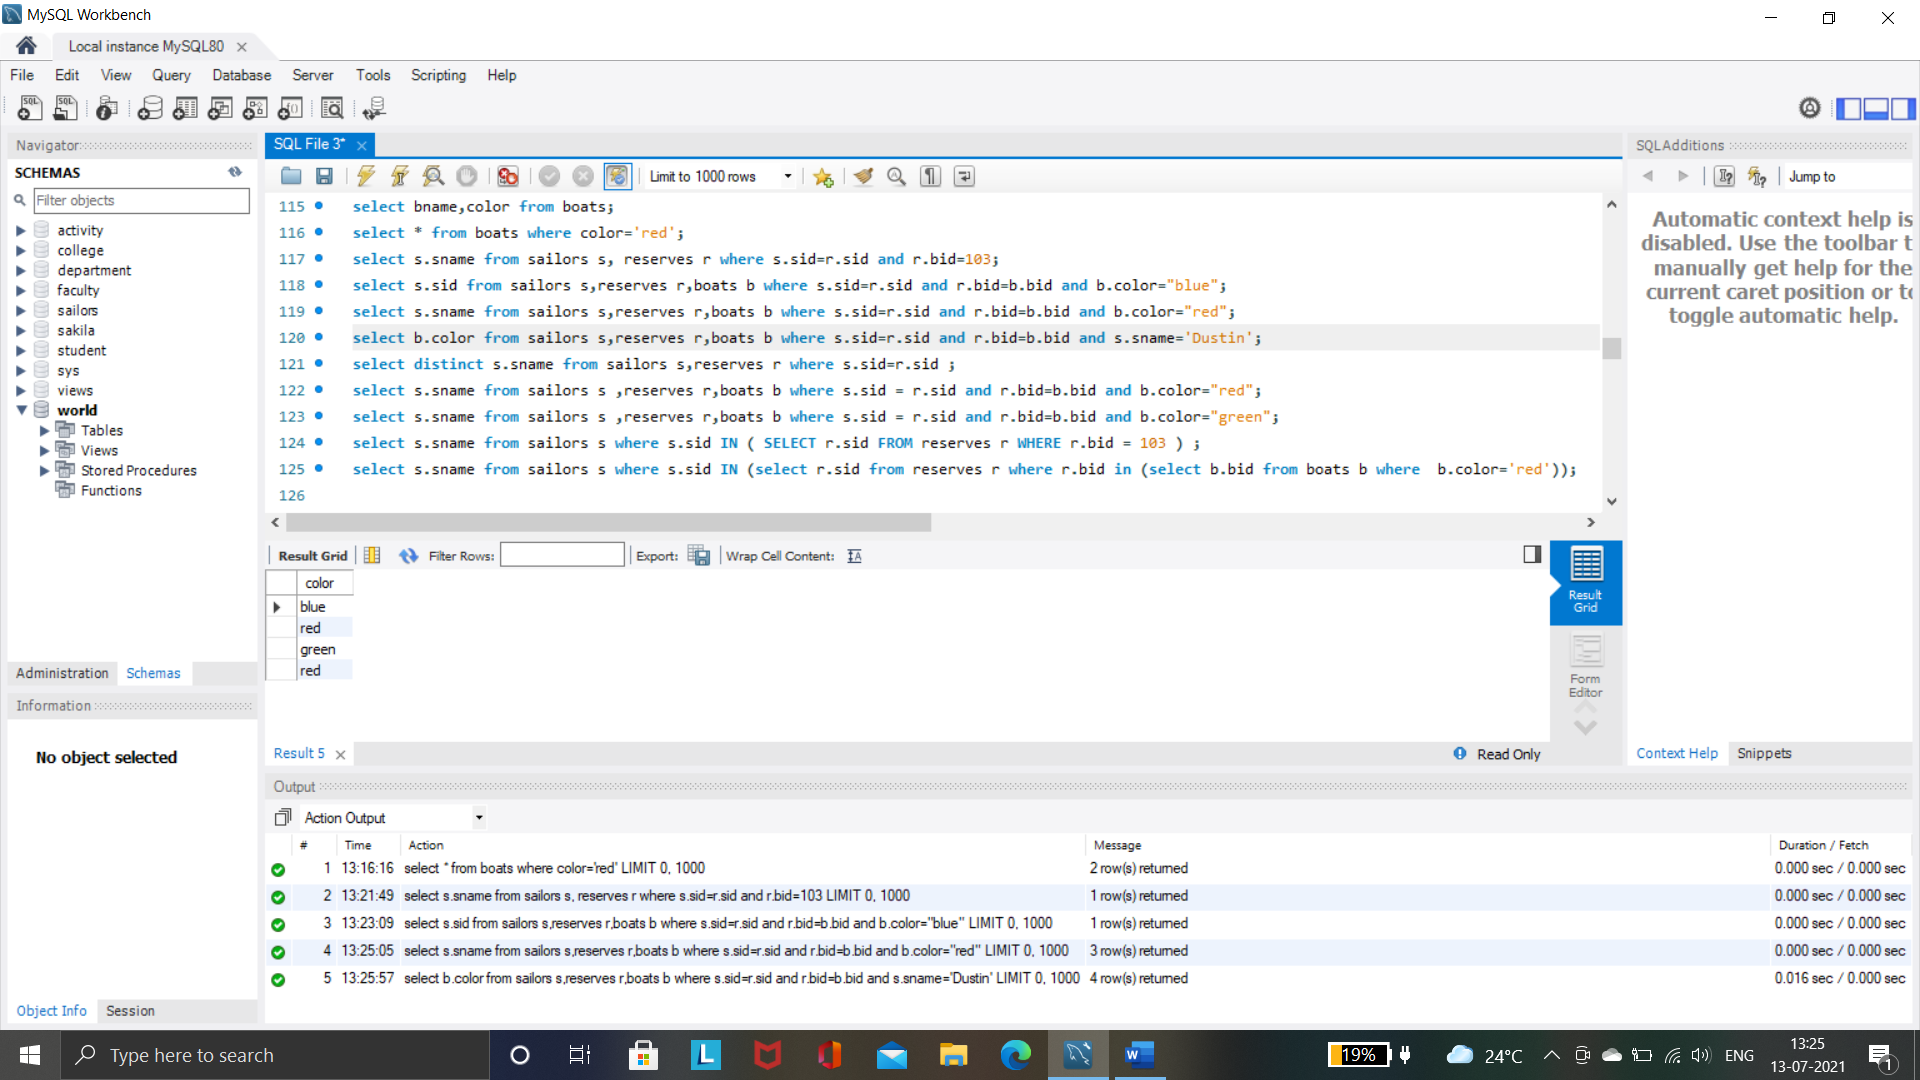 MySQL Workbench
Local instance MySQL80
File Edit View Query Database Server Tools Scripting Help
Navigator
SCHEMAS
Filter objects
activity
college
department
faculty
sailors
sakila
student
sys
views
world
Tables
Views
Stored Procedures
Functions
Administration Schemas
Information
No object selected
Object Info Session
SQL File 3*
Limit to 1000 rows
115 select bname,color from boats;
116 select * from boats where color='red';
117 select s.sname from sailors s, reserves r where s.sid=r.sid and r.bid=103;
118 select s.sid from sailors s,reserves r,boats b where s.sid=r.sid and r.bid=b.bid and b.color="blue";
119 select s.sname from sailors s,reserves r,boats b where s.sid=r.sid and r.bid=b.bid and b.color="red";
120 select b.color from sailors s,reserves r,boats b where s.sid=r.sid and r.bid=b.bid and s.sname='Dustin';
121 select distinct s.sname from sailors s,reserves r where s.sid=r.sid ;
122 select s.sname from sailors s ,reserves r,boats b where s.sid = r.sid and r.bid=b.bid and b.color="red";
123 select s.sname from sailors s ,reserves r,boats b where s.sid = r.sid and r.bid=b.bid and b.color="green";
124 select s.sname from sailors s where s.sid IN ( SELECT r.sid FROM reserves r WHERE r.bid = 103 ) ;
125 select s.sname from sailors s where s.sid IN (select r.sid from reserves r where r.bid in (select b.bid from boats b where  b.color='red'));
126
Result Grid Filter Rows: Export: Wrap Cell Content:
color
blue
red
green
red
Result Grid
Form Editor
Result 5
Read Only
SQLAdditions
Jump to
Automatic context help is
disabled. Use the toolbar t
manually get help for the
current caret position or to
toggle automatic help.
Context Help Snippets
Output
Action Output
# Time Action Message Duration / Fetch
1 13:16:16 select * from boats where color='red' LIMIT 0, 1000 2 row(s) returned 0.000 sec / 0.000 sec
2 13:21:49 select s.sname from sailors s, reserves r where s.sid=r.sid and r.bid=103 LIMIT 0, 1000 1 row(s) returned 0.000 sec / 0.000 sec
3 13:23:09 select s.sid from sailors s,reserves r,boats b where s.sid=r.sid and r.bid=b.bid and b.color="blue" LIMIT 0, 1000 1 row(s) returned 0.000 sec / 0.000 sec
4 13:25:05 select s.sname from sailors s,reserves r,boats b where s.sid=r.sid and r.bid=b.bid and b.color="red" LIMIT 0, 1000 3 row(s) returned 0.000 sec / 0.000 sec
5 13:25:57 select b.color from sailors s,reserves r,boats b where s.sid=r.sid and r.bid=b.bid and s.sname='Dustin' LIMIT 0, 1000 4 row(s) returned 0.016 sec / 0.000 sec
Type here to search
19%
24°C
ENG
13:25
13-07-2021
1